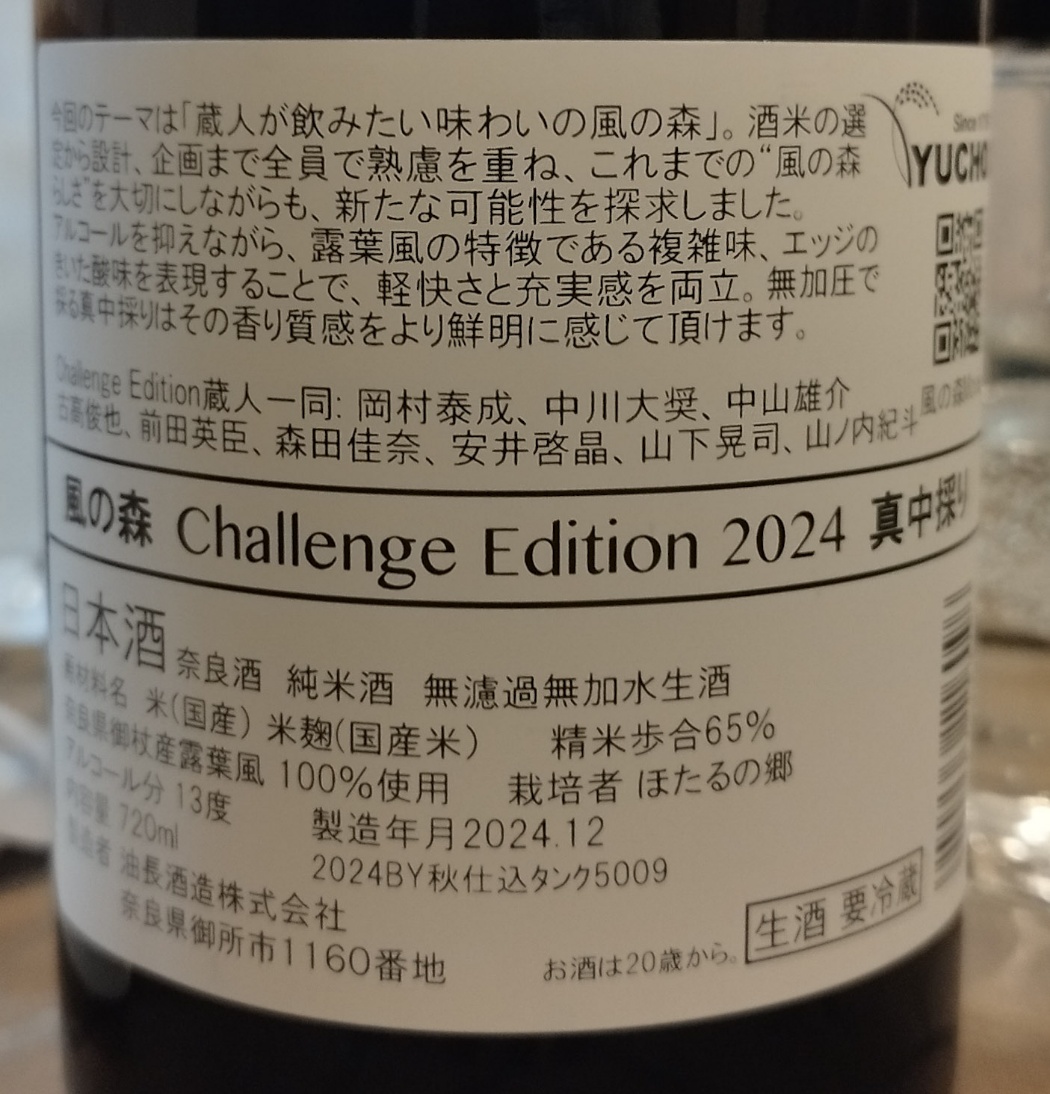 今回のテーマは「蔵人が飲みたい味わいの風の森」。酒米の選
定から設計、企画まで全員で熟慮を重ね、これまでの“風の森
らしさ”を大切にしながらも、新たな可能性を探求しました。
アルコールを抑えながら、露葉風の特徴である複雑味、エッジの
きいた酸味を表現することで、軽快さと充実感を両立。無加圧で
採る真中採りはその香り質感をより鮮明に感じて頂けます。
Since
YUCHO
Challenge Edition蔵人一同: 岡村泰成、中川大奨、中山雄介
古高俊也、前田英臣、森田佳奈、安井啓晶、山下晃司、山ノ内紀斗
風の森
風の森 Challenge Edition 2024 真中採り
日本酒 奈良酒 純米酒 無濾過無加水生酒
原材料名 米(国産) 米麹(国産米) 精米歩合65%
奈良県御杖産露葉風 100%使用 栽培者 ほたるの郷
アルコール分 13度
内容量 720ml 製造年月2024.12
2024BY秋仕込タンク5009
製造者 油長酒造株式会社
奈良県御所市1160番地
お酒は20歳から。
生酒 要冷蔵